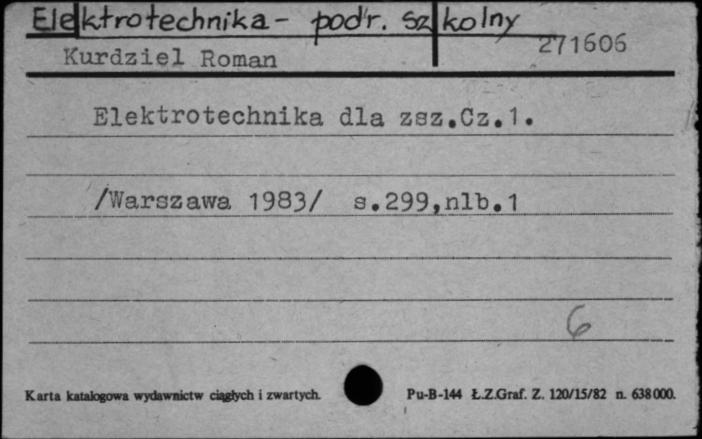 Elektrotechnika - podr. szkolny
Kurdziel Roman 271606
Elektrotechnika dla zsz.Cz.1.
/Warszawa 1983/ s.299,nlb.1
6
Karta katalogowa wydawnictw ciągłych i zwartych. Pu-B-144 Ł.Z.Graf. Z. 120/15/82 n. 638000.